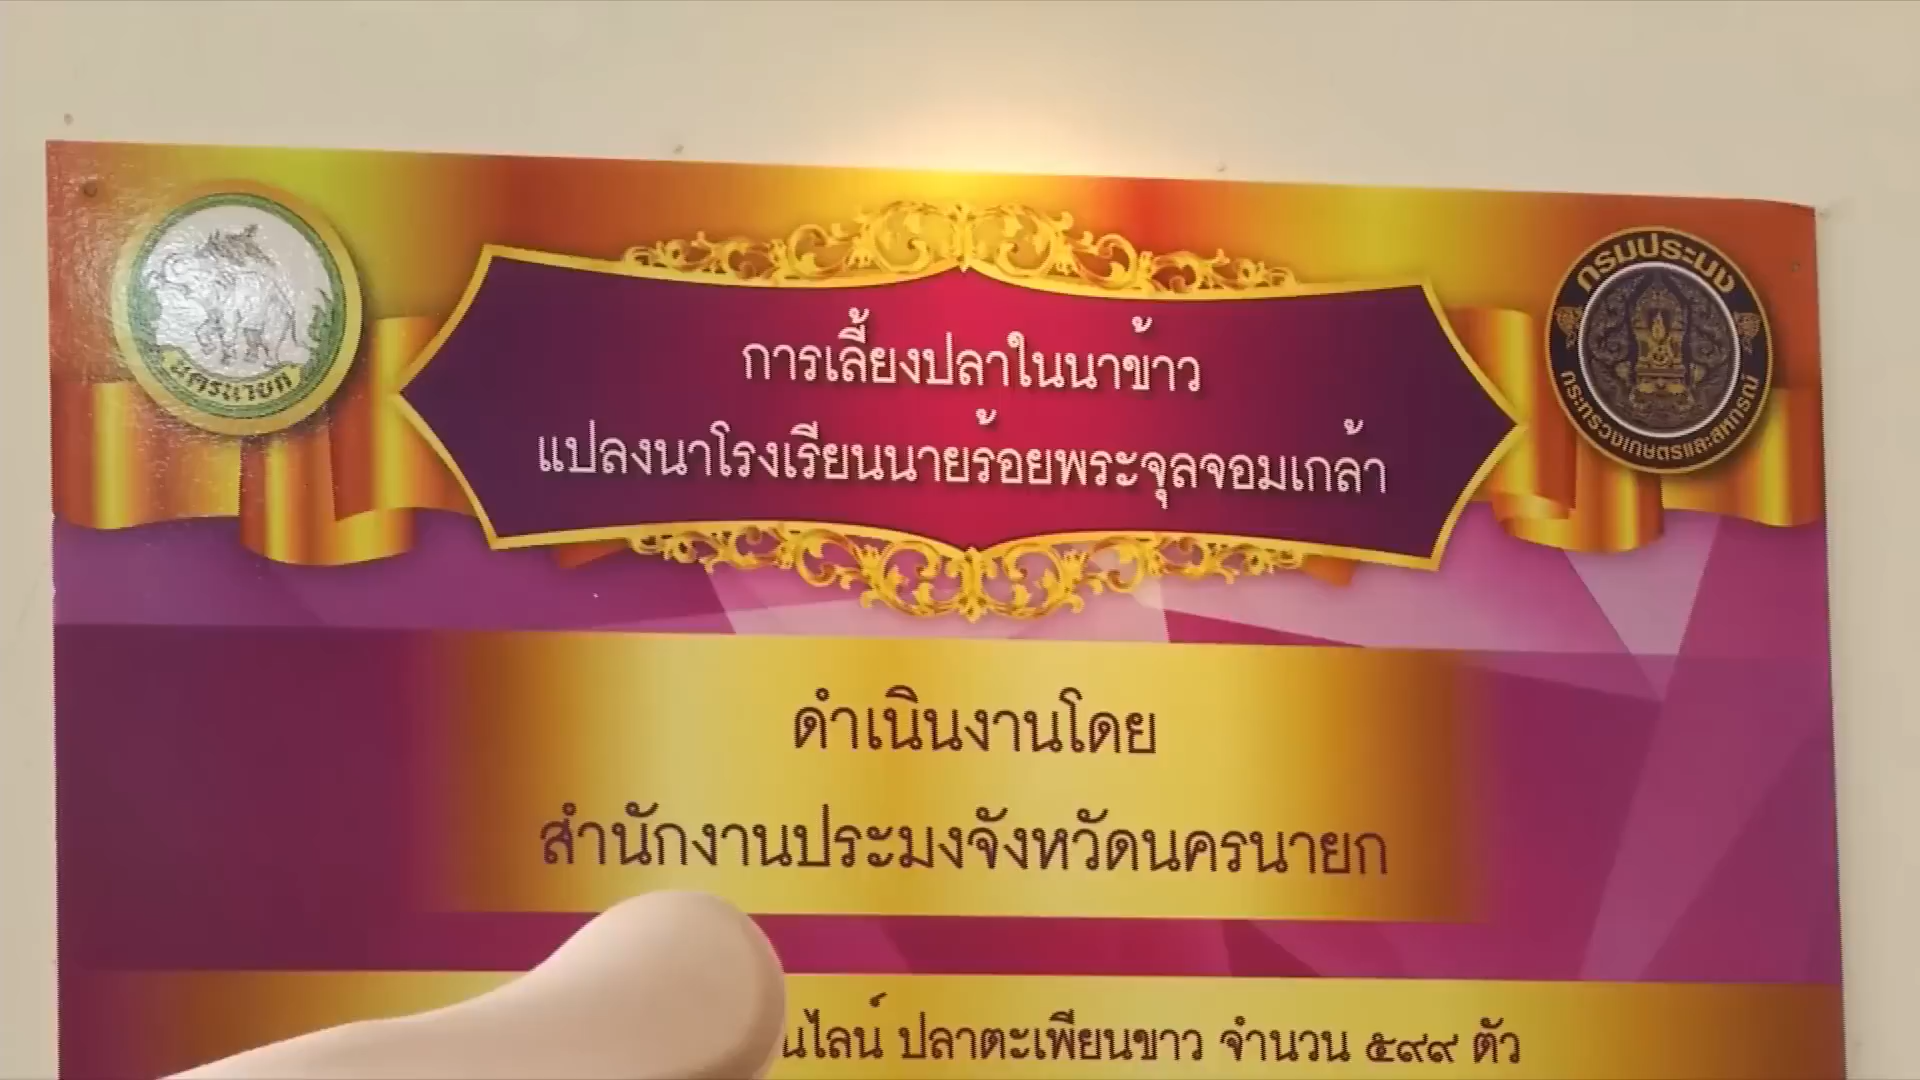 การเลี้ยงปลาในนาข้าว
แปลงนาโรงเรียนนายร้อยพระจุลจอมเกล้า
นครนายก
กรมประมง
กระทรวงเกษตรและสหกรณ์
ดำเนินงานโดย
สำนักงานประมงจังหวัดนครนายก
ปลาตะเพียนขาว จำนวน ๕๙๙ ตัว